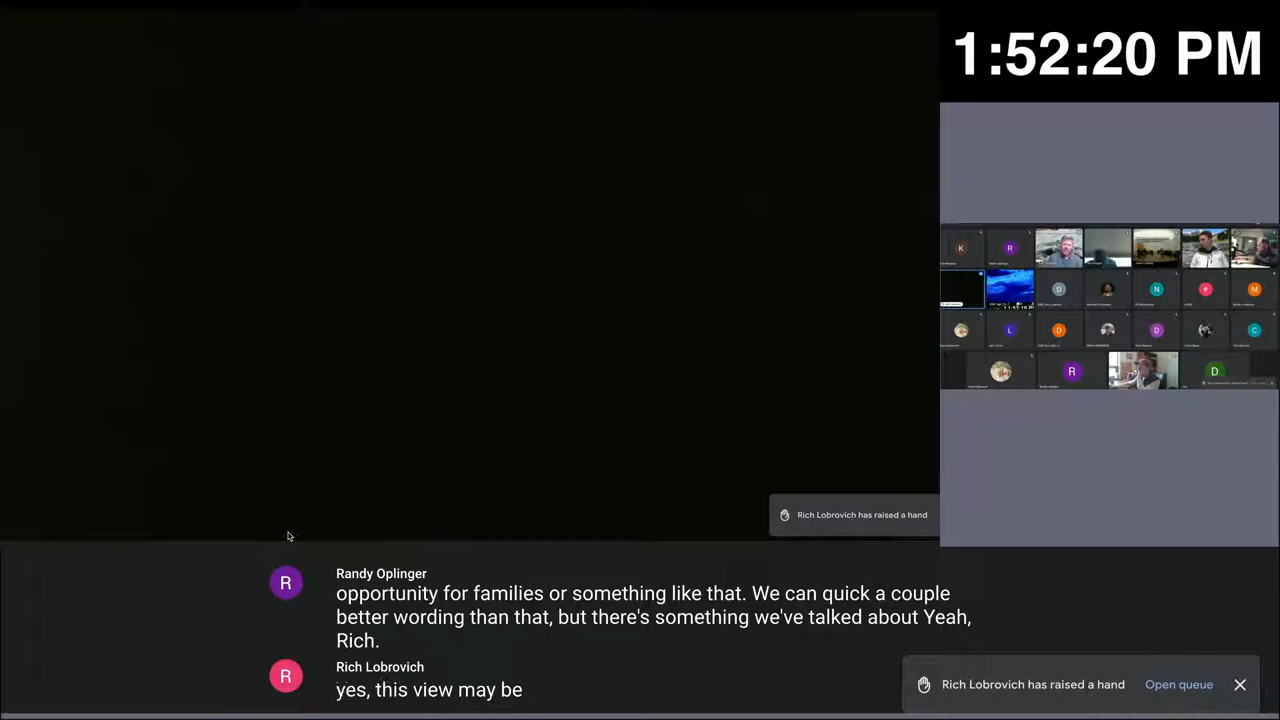 1:52:20 PM
K
R
D
N
e
M
L
D
D
C
R
D
Rich Lobrovich has raised a hand
R
Randy Oplinger
opportunity for families or something like that. We can quick a couple
better wording than that, but there's something we've talked about Yeah,
Rich.
R
Rich Lobrovich
yes, this view may be
Rich Lobrovich has raised a hand
Open queue